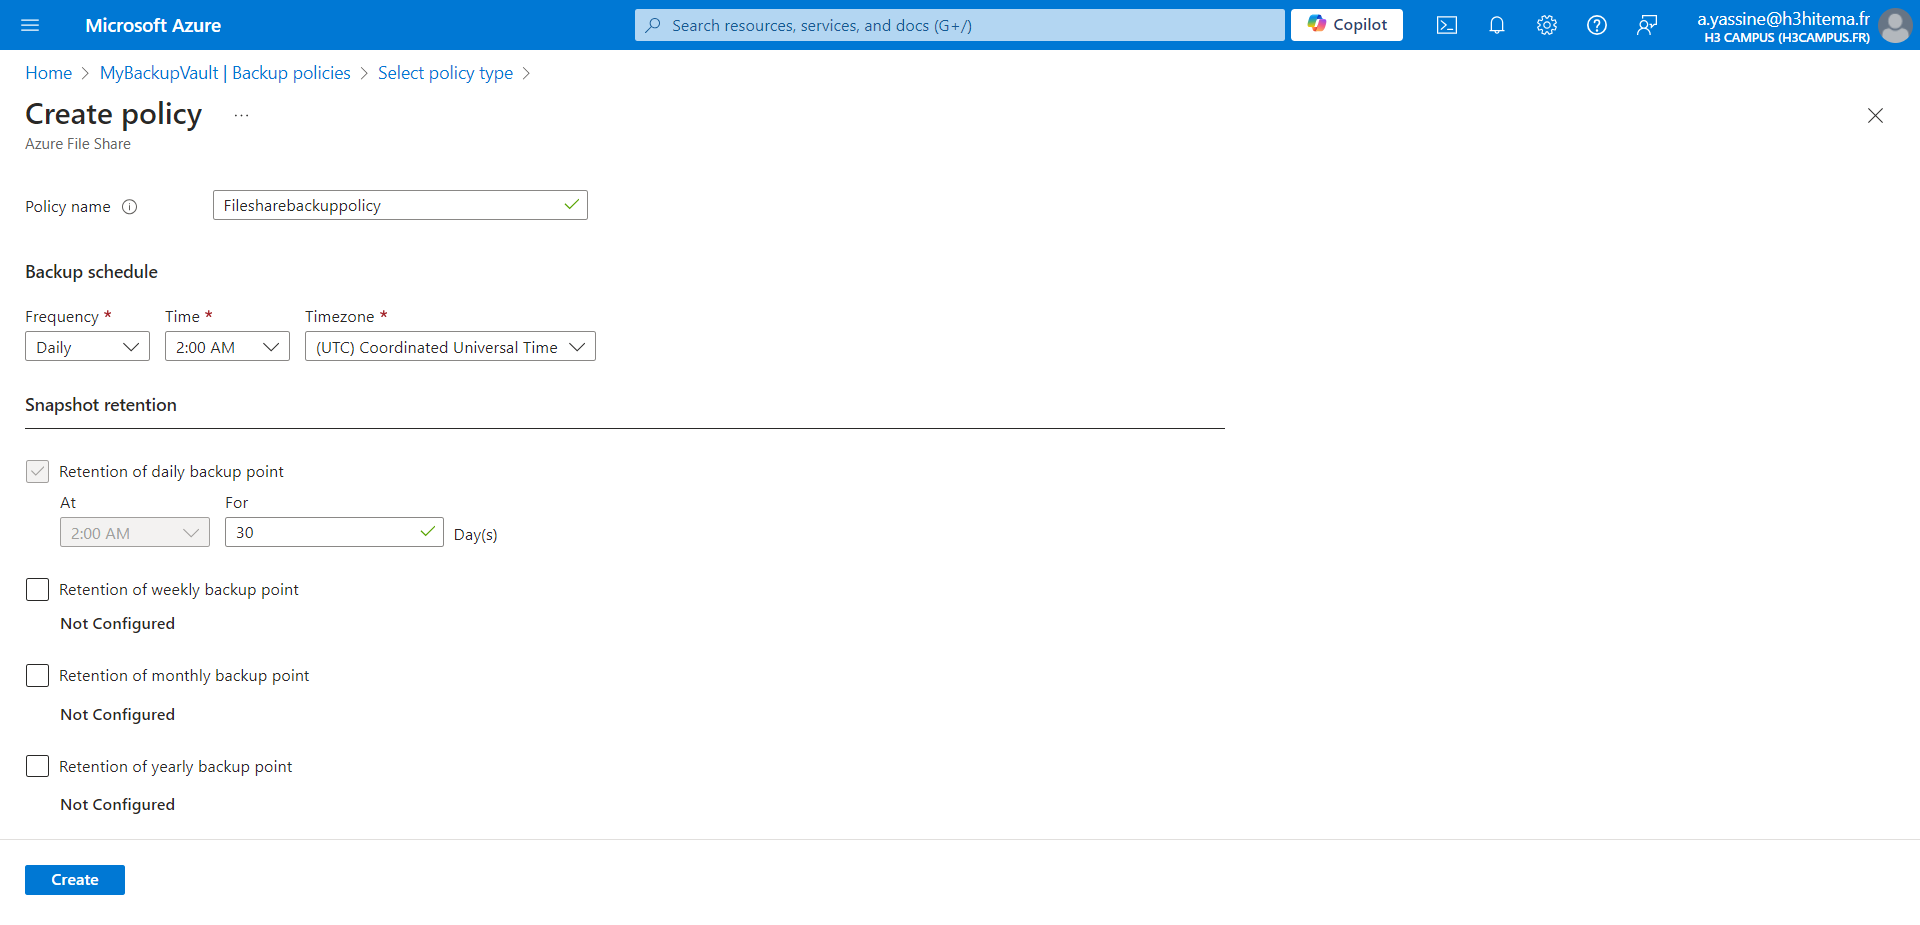 Microsoft Azure
Search resources, services, and docs (G+/)
Copilot
a.yassine@h3hitema.fr
H3 CAMPUS (H3CAMPUS.FR)
Home > MyBackupVault | Backup policies > Select policy type >
Create policy ...
Azure File Share
Policy name
Filesharebackuppolicy
Backup schedule
Frequency * Time * Timezone *
Daily 2:00 AM (UTC) Coordinated Universal Time
Snapshot retention
Retention of daily backup point
At For
2:00 AM 30 Day(s)
Retention of weekly backup point
Not Configured
Retention of monthly backup point
Not Configured
Retention of yearly backup point
Not Configured
Create